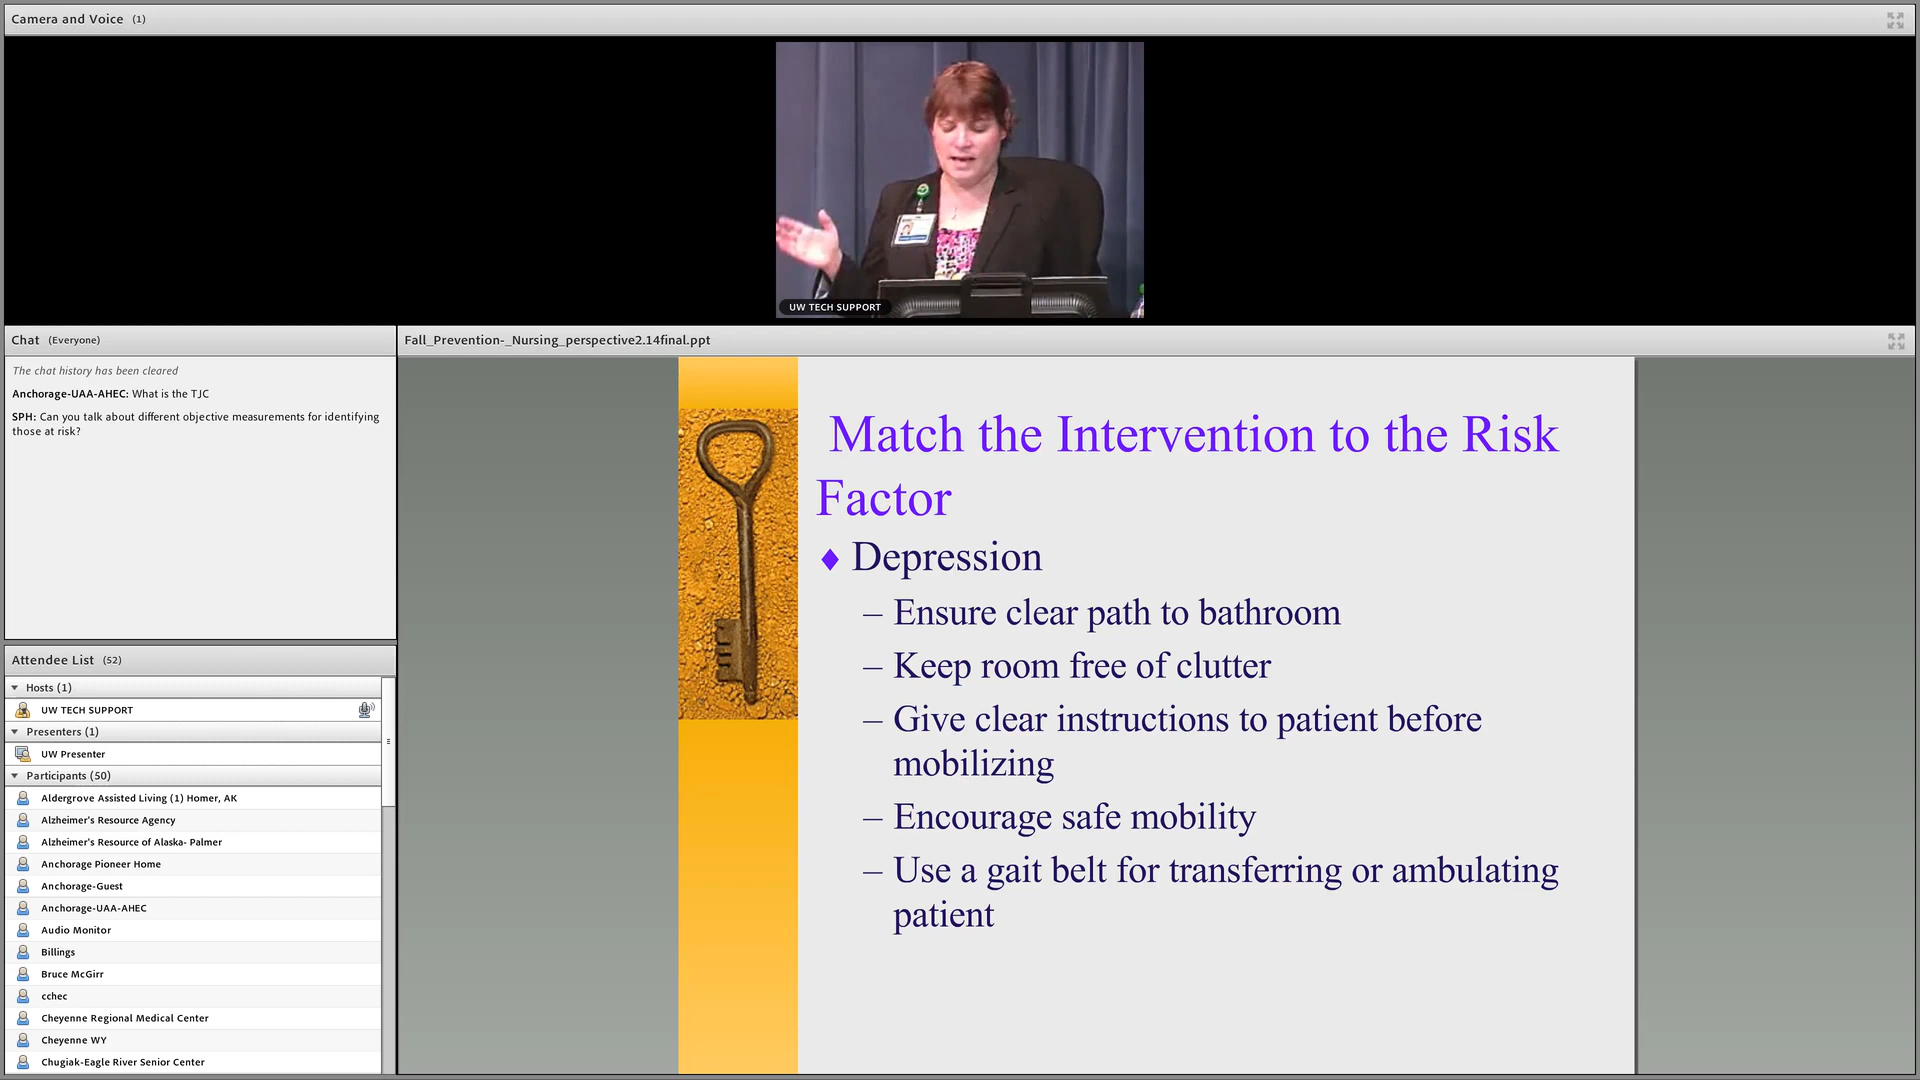 Camera and Voice (1)
UW TECH SUPPORT
Chat (Everyone)
The chat history has been cleared
Anchorage-UAA-AHEC: What is the TJC
SPH: Can you talk about different objective measurements for identifying
those at risk?
Attendee List (52)
Hosts (1)
UW TECH SUPPORT
Presenters (1)
UW Presenter
Participants (50)
Aldergrove Assisted Living (1) Homer, AK
Alzheimer's Resource Agency
Alzheimer's Resource of Alaska- Palmer
Anchorage Pioneer Home
Anchorage-Guest
Anchorage-UAA-AHEC
Audio Monitor
Billings
Bruce McGirr
cchec
Cheyenne Regional Medical Center
Cheyenne WY
Chugiak-Eagle River Senior Center
Fall_Prevention-_Nursing_perspective2.14final.ppt
Match the Intervention to the Risk
Factor
♦ Depression
– Ensure clear path to bathroom
– Keep room free of clutter
– Give clear instructions to patient before
mobilizing
– Encourage safe mobility
– Use a gait belt for transferring or ambulating
patient